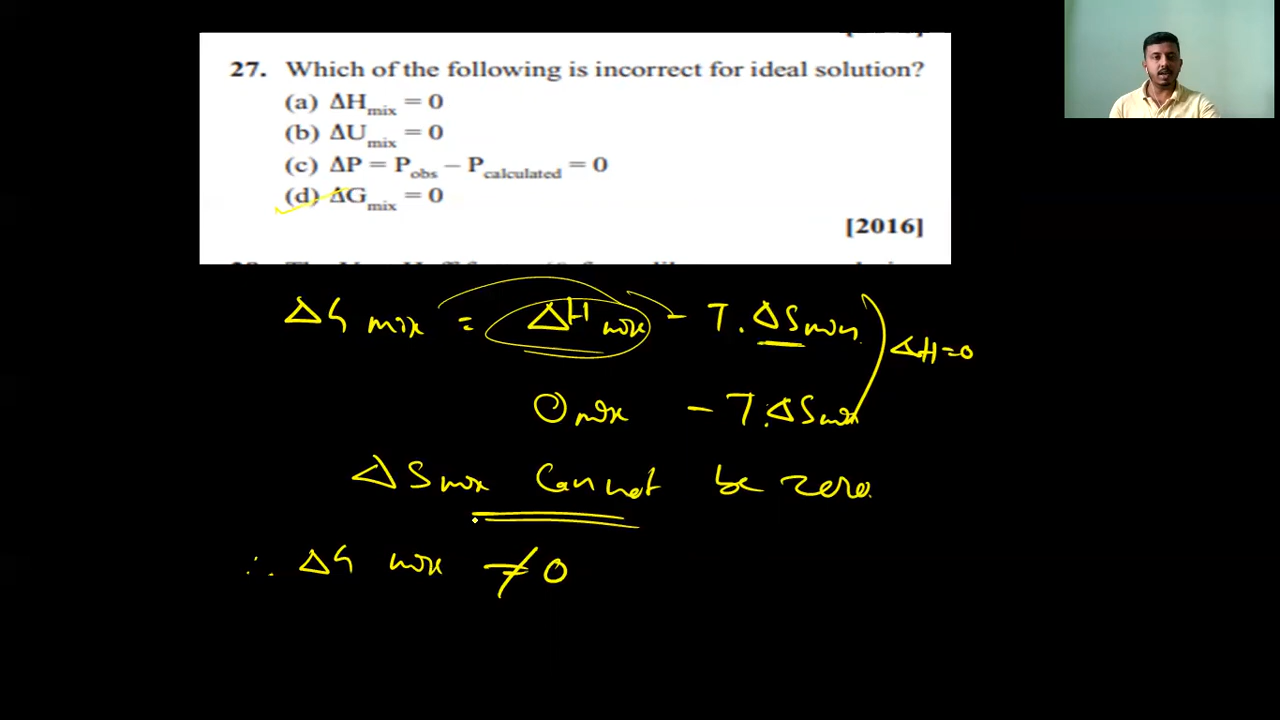 27. Which of the following is incorrect for ideal solution?
(a) ΔHmix = 0
(b) ΔUmix = 0
(c) ΔP = Pobs – Pcalculated = 0
(d) ΔGmix = 0
[2016]
ΔG mix = ΔH mix - T. ΔS mix
ΔH=0
0 mix - T. ΔS mix
ΔS mix cannot be zero
∴ ΔG mix ≠ 0